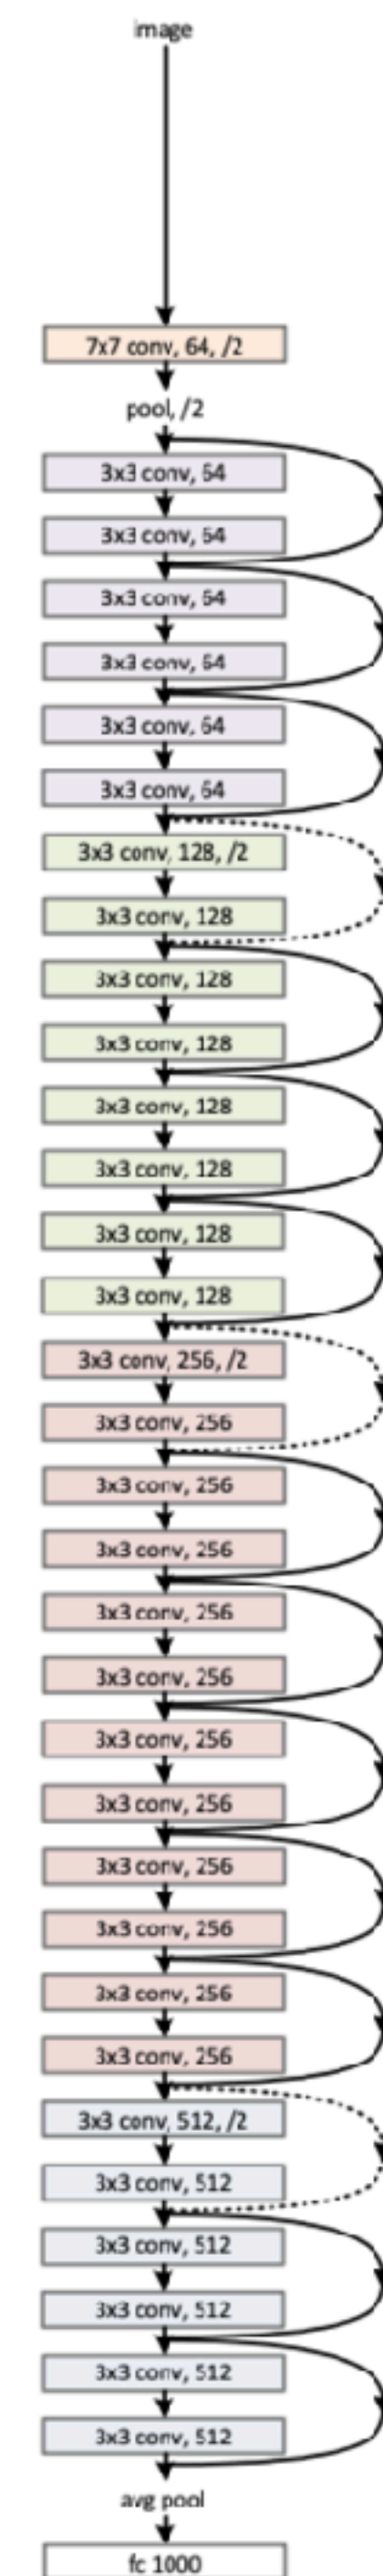 image
7x7 conv, 64, /2
pool, /2
3x3 conv, 64
3x3 conv, 64
3x3 conv, 64
3x3 conv, 64
3x3 conv, 64
3x3 conv, 64
3x3 conv, 128, /2
3x3 conv, 128
3x3 conv, 128
3x3 conv, 128
3x3 conv, 128
3x3 conv, 128
3x3 conv, 128
3x3 conv, 128
3x3 conv, 256, /2
3x3 conv, 256
3x3 conv, 256
3x3 conv, 256
3x3 conv, 256
3x3 conv, 256
3x3 conv, 256
3x3 conv, 256
3x3 conv, 256
3x3 conv, 256
3x3 conv, 256
3x3 conv, 256
3x3 conv, 512, /2
3x3 conv, 512
3x3 conv, 512
3x3 conv, 512
3x3 conv, 512
3x3 conv, 512
avg pool
fc 1000